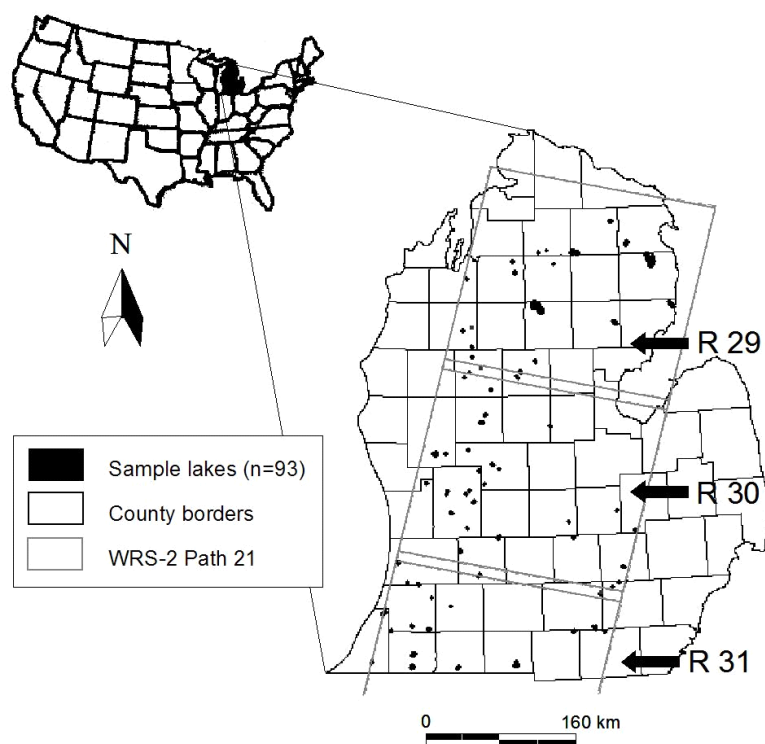 N
R 29
Sample lakes (n=93)
County borders
WRS-2 Path 21
R 30
R 31
0 160 km